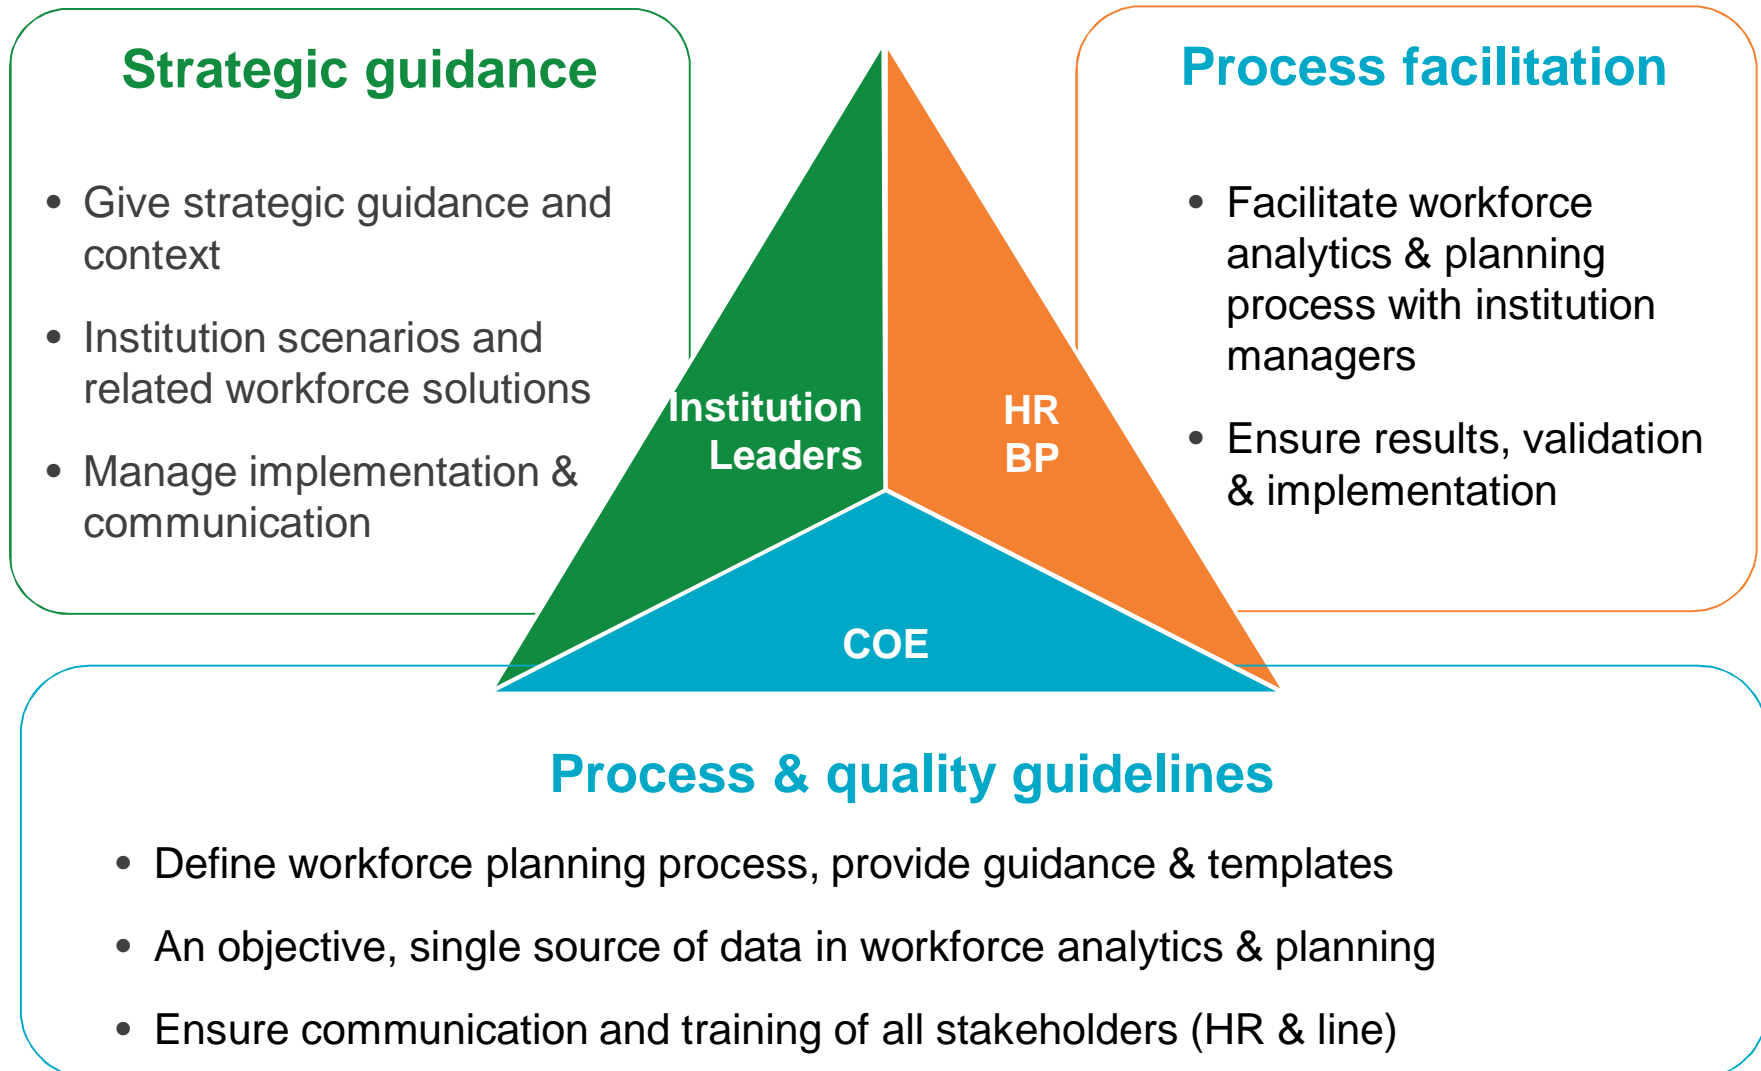 Strategic guidance
• Give strategic guidance and
context
• Institution scenarios and
related workforce solutions
• Manage implementation &
communication
Process facilitation
• Facilitate workforce
analytics & planning
process with institution
managers
• Ensure results, validation
& implementation
Institution
Leaders
HR
BP
COE
Process & quality guidelines
• Define workforce planning process, provide guidance & templates
• An objective, single source of data in workforce analytics & planning
• Ensure communication and training of all stakeholders (HR & line)